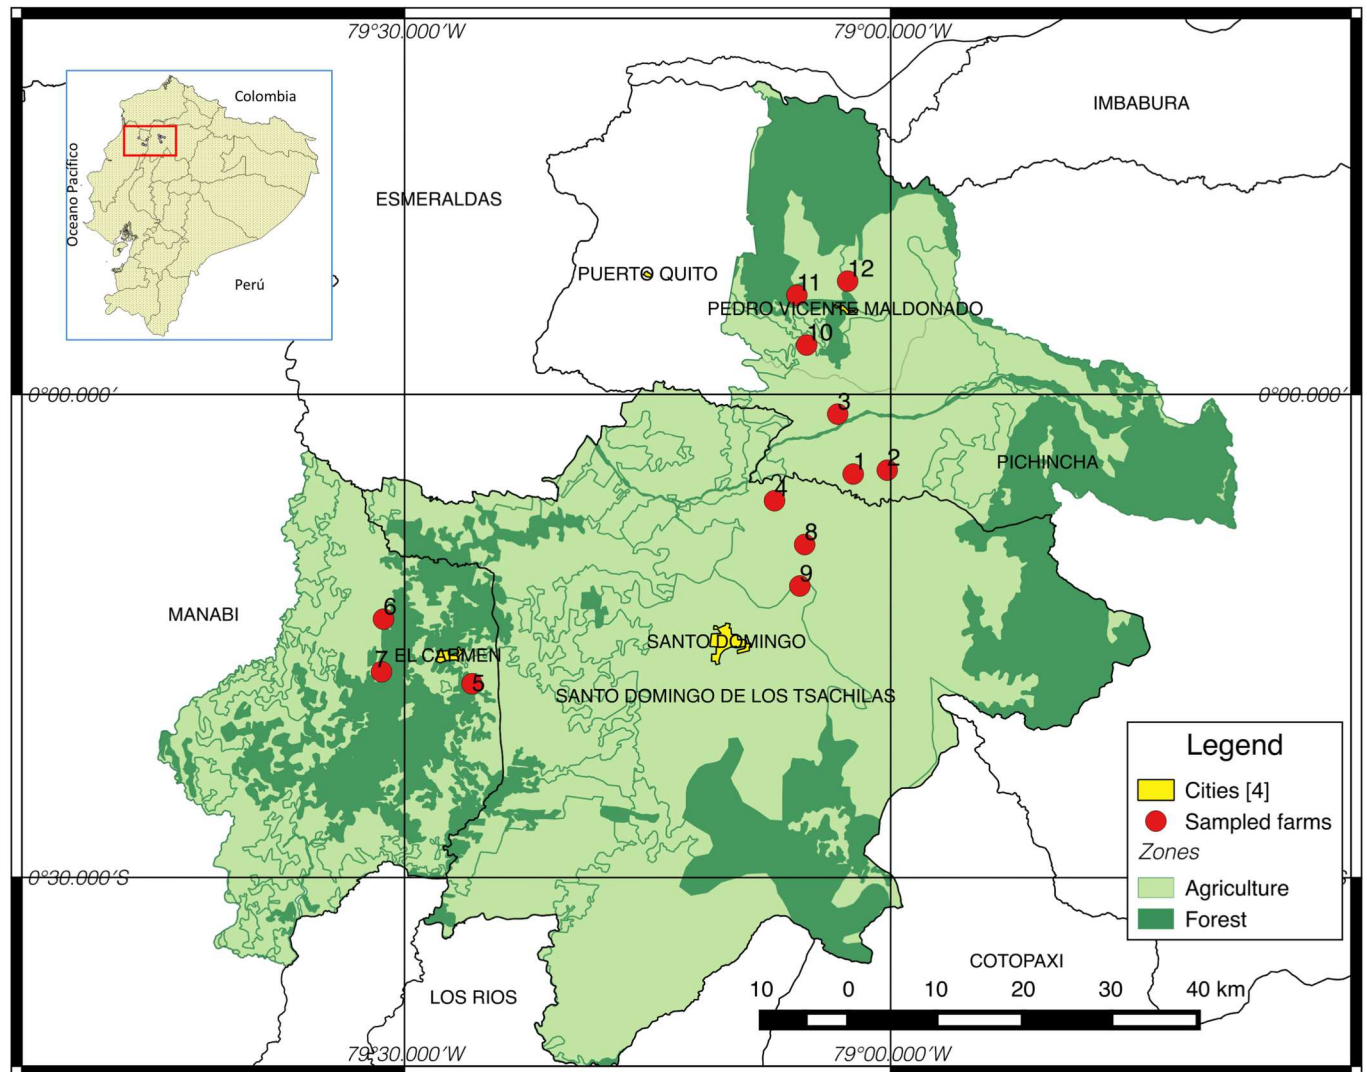 79°30.000'W
79°00.000'W
Colombia
IMBABURA
Oceano Pacífico
ESMERALDAS
PUERTO QUITO
12
11
Perú
PEDRO VICENTE MALDONADO
10
0°00.000'
0°00.000'
3
1
2
PICHINCHA
4
8
9
6
MANABI
SANTO DOMINGO
7
EL CARMEN
5
SANTO DOMINGO DE LOS TSACHILAS
Legend
Cities [4]
Sampled farms
Zones
Agriculture
Forest
0°30.000'S
COTOPAXI
LOS RIOS
10 0 10 20 30 40 km
79°30.000'W
79°00.000'W